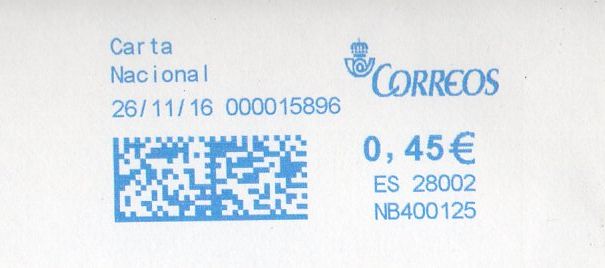 Carta
Nacional
26/11/16 000015896
CORREOS
0,45€
ES 28002
NB400125